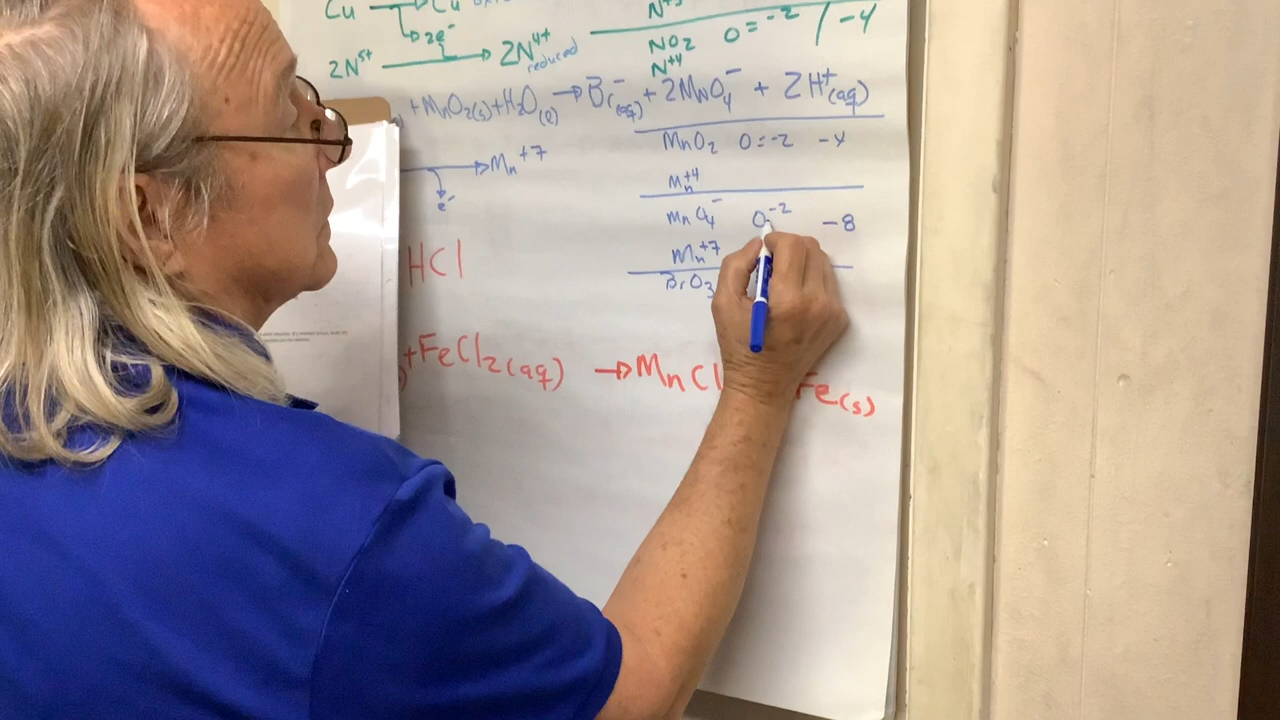 Cu → Cu
2e⁻
2N⁵⁺ → 2N⁴⁺
reduced
N⁺⁵
NO₂ O=⁻² / -4
N⁺⁴
+MnO₂(s)+H₂O(l) → Br⁻(aq) + 2MnO₄⁻ + 2H⁺(aq)
MnO₂ O=-2 -4
Mn⁺⁴
→ Mn⁺⁷
e⁻
MnO₄⁻ O⁻² -8
Mn⁺⁷
BrO₃
HCl
+FeCl₂(aq) → MnCl Fe(s)